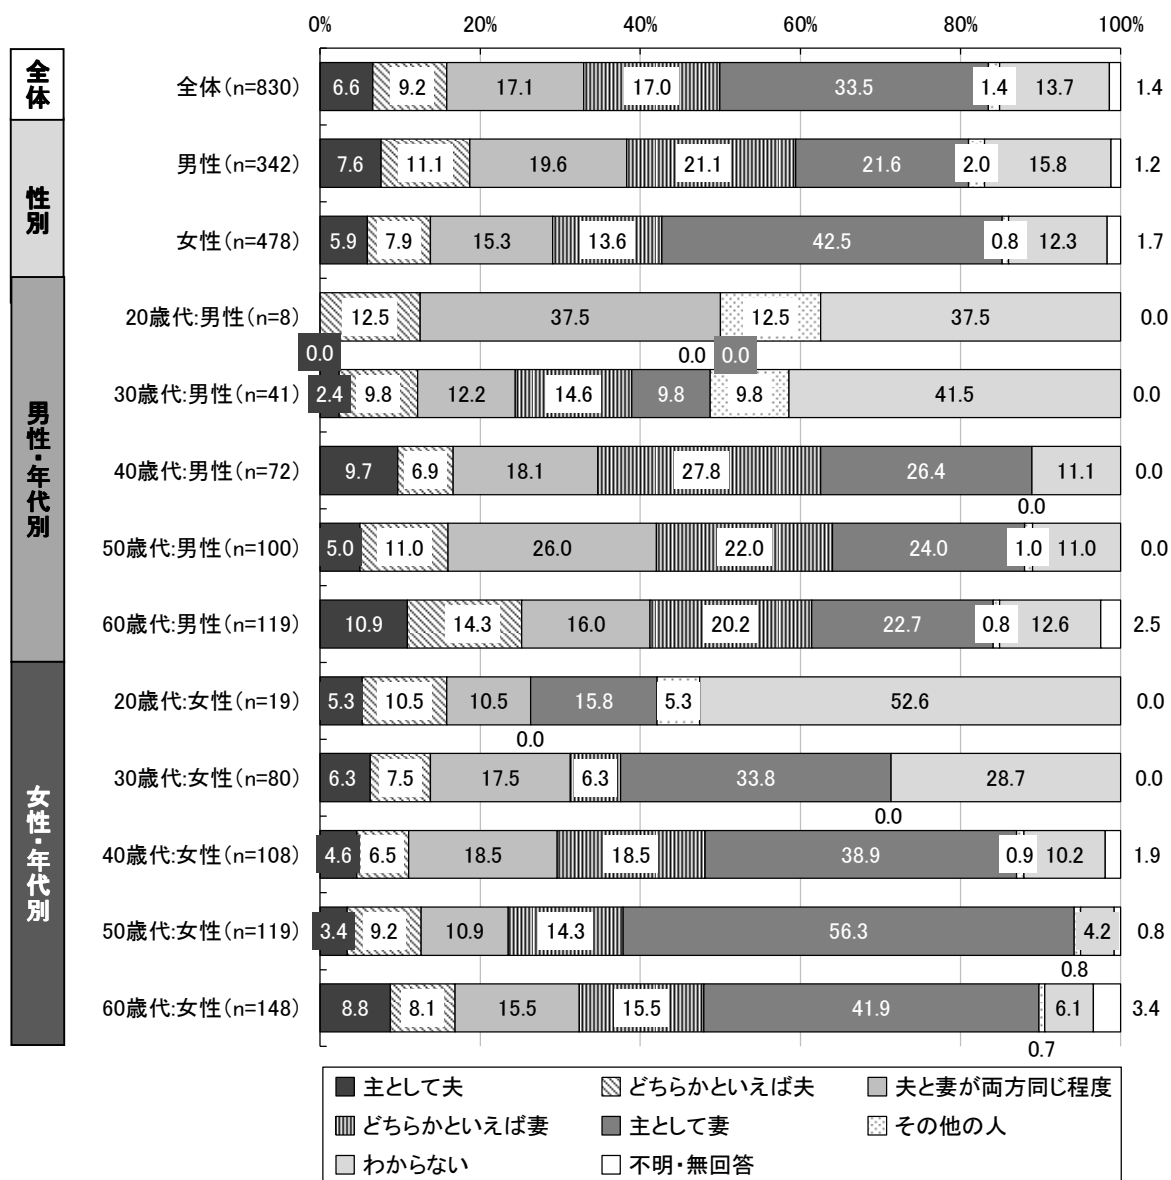 0% 20% 40% 60% 80% 100%
全体
全体(n=830) 6.6 9.2 17.1 17.0 33.5 1.4 13.7 1.4
性別
男性(n=342) 7.6 11.1 19.6 21.1 21.6 2.0 15.8 1.2
女性(n=478) 5.9 7.9 15.3 13.6 42.5 0.8 12.3 1.7
男性・年代別
20歳代:男性(n=8) 12.5 37.5 12.5 37.5 0.0
0.0 0.0 0.0
30歳代:男性(n=41) 2.4 9.8 12.2 14.6 9.8 9.8 41.5 0.0
40歳代:男性(n=72) 9.7 6.9 18.1 27.8 26.4 11.1 0.0
0.0
50歳代:男性(n=100) 5.0 11.0 26.0 22.0 24.0 1.0 11.0 0.0
60歳代:男性(n=119) 10.9 14.3 16.0 20.2 22.7 0.8 12.6 2.5
女性・年代別
20歳代:女性(n=19) 5.3 10.5 10.5 15.8 5.3 52.6 0.0
0.0
30歳代:女性(n=80) 6.3 7.5 17.5 6.3 33.8 28.7 0.0
0.0
40歳代:女性(n=108) 4.6 6.5 18.5 18.5 38.9 0.9 10.2 1.9
50歳代:女性(n=119) 3.4 9.2 10.9 14.3 56.3 4.2 0.8
0.8
60歳代:女性(n=148) 8.8 8.1 15.5 15.5 41.9 6.1 3.4
0.7
主として夫 どちらかといえば夫 夫と妻が両方同じ程度
どちらかといえば妻 主として妻 その他の人
わからない 不明・無回答